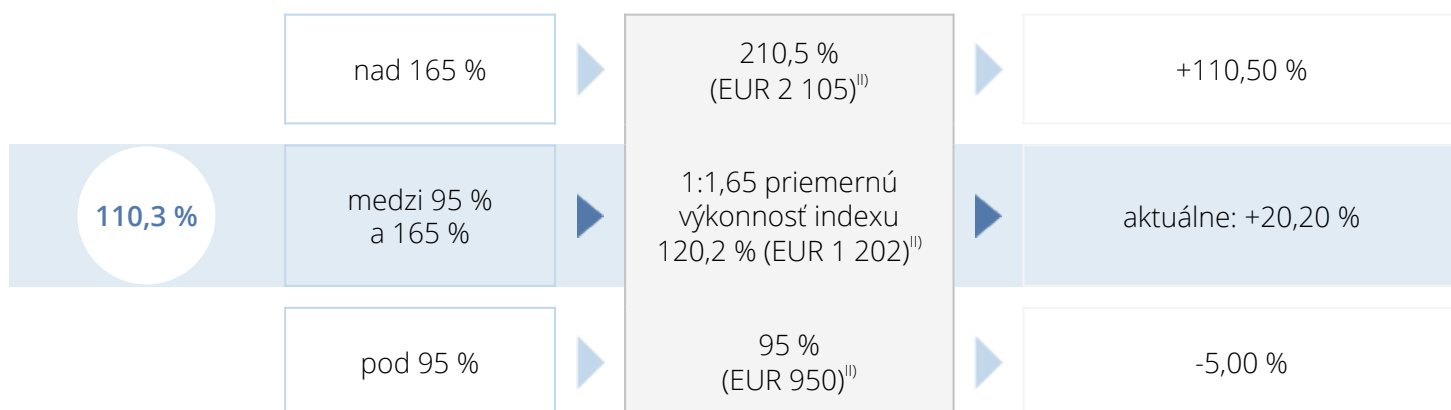 nad 165 %
210,5 %
(EUR 2 105)II)
+110,50 %
110,3 %
medzi 95 %
a 165 %
1:1,65 priemernú
výkonnosť indexu
120,2 % (EUR 1 202)II)
aktuálne: +20,20 %
pod 95 %
95 %
(EUR 950)II)
-5,00 %